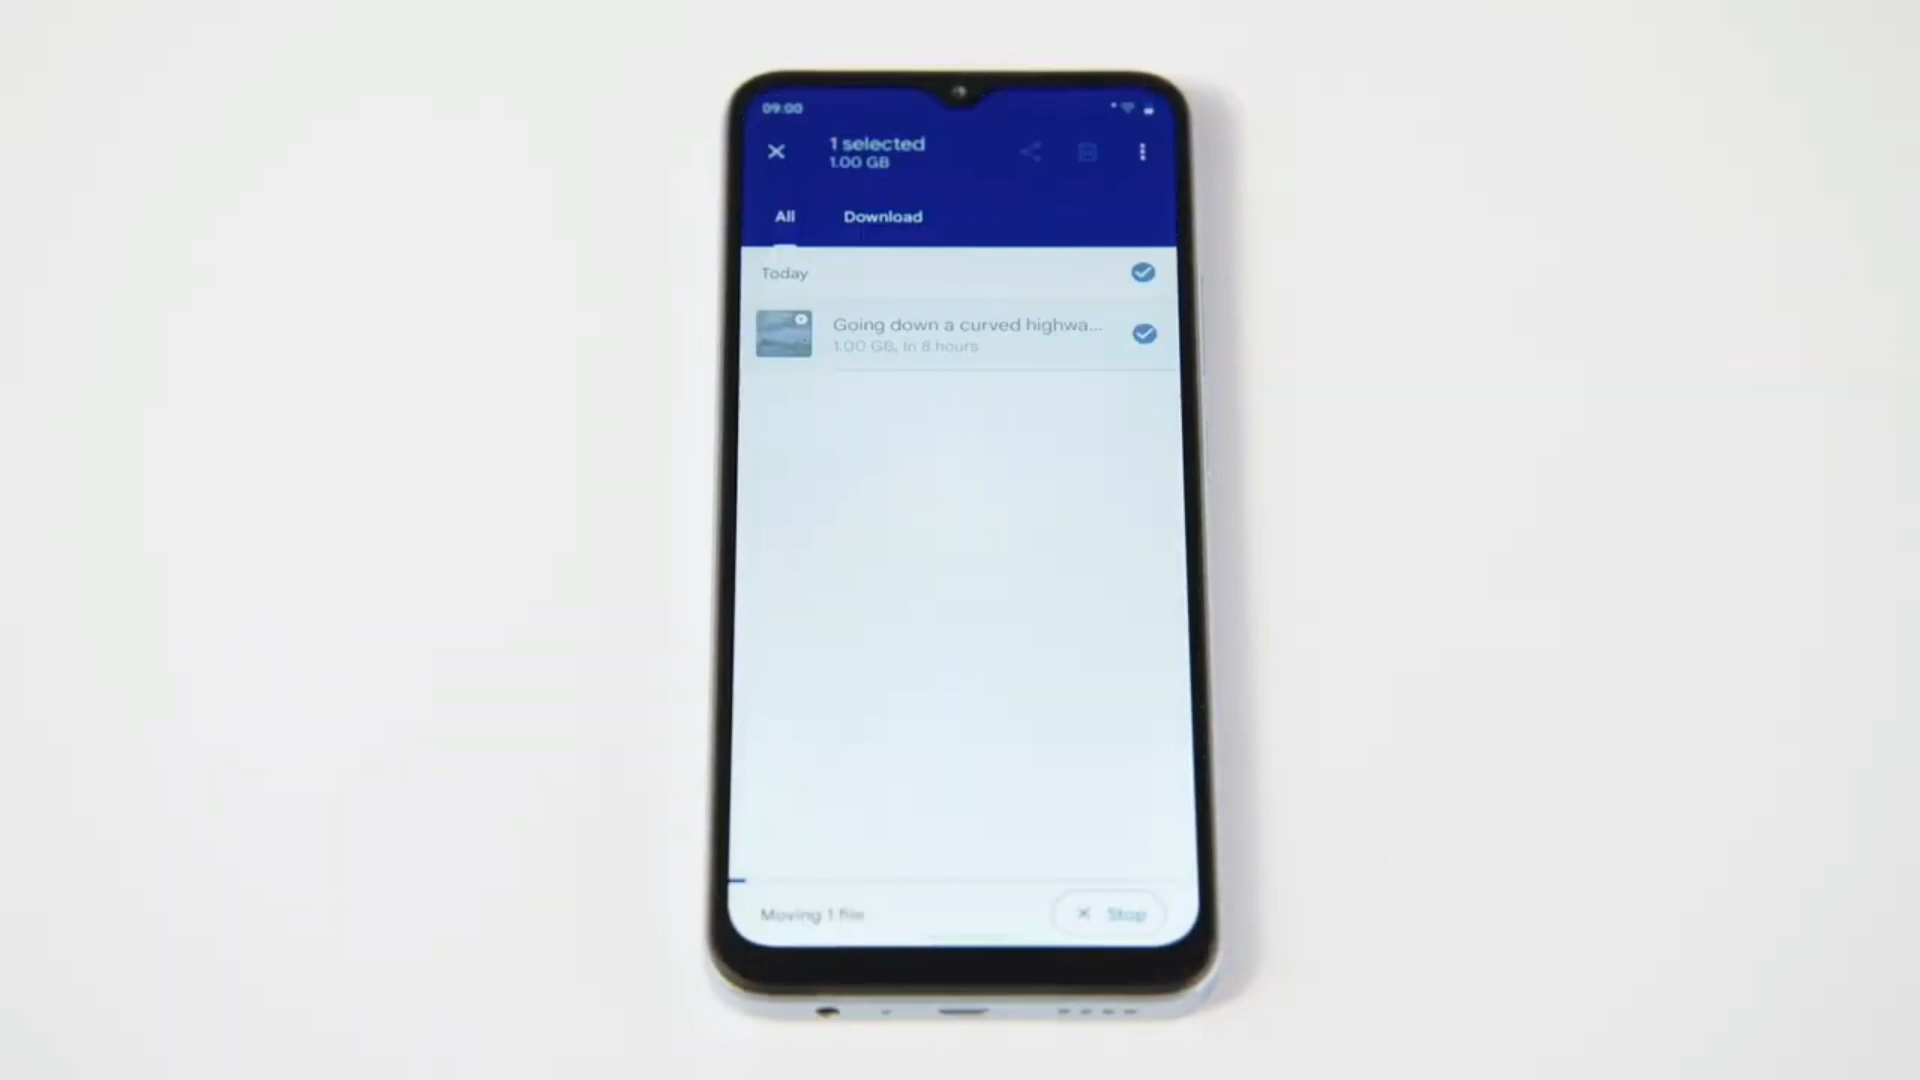 09:00
1 selected
1.00 GB
All
Download
Today
Going down a curved highwa...
1.00 GB, In 8 hours
Moving 1 file
Stop